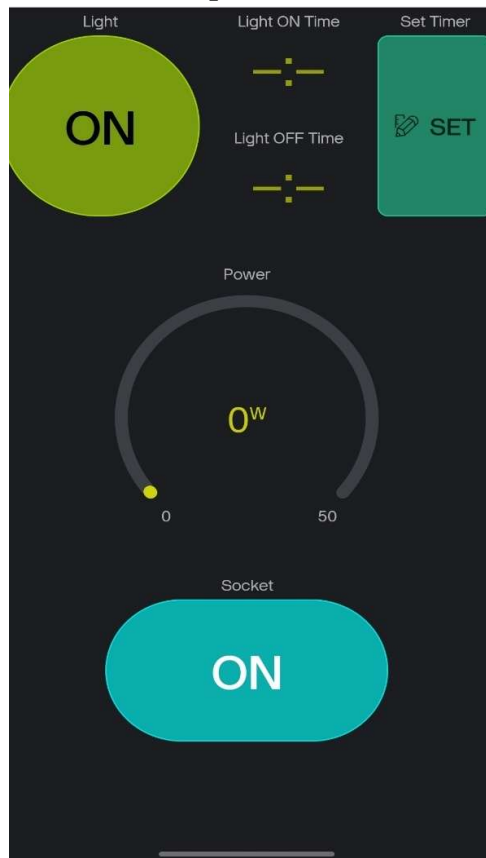 Light
ON
Light ON Time
--:--
Light OFF Time
--:--
Set Timer
SET
Power
0W
0
50
Socket
ON